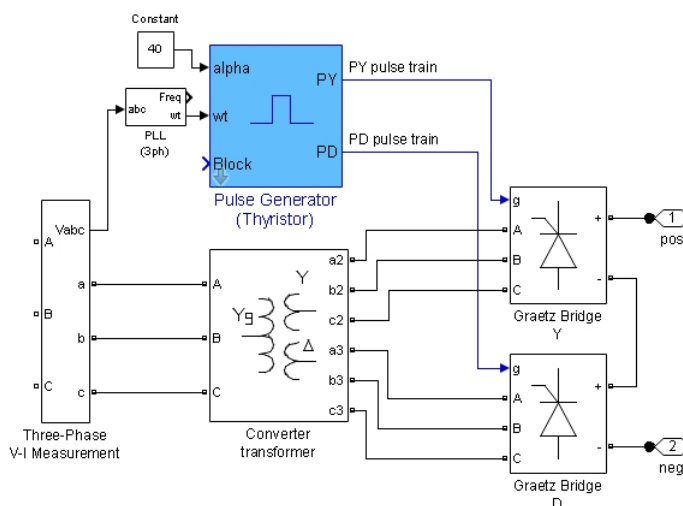 Constant
40
alpha
PY
PY pulse train
abc
Freq
wt
wt
PLL
(3ph)
PD
PD pulse train
Block
Pulse Generator
(Thyristor)
Vabc
A
B
C
a
b
c
Three-Phase
V-I Measurement
A
B
C
Yg
Y
Δ
a2
b2
c2
a3
b3
c3
Converter
transformer
g
A
B
C
+
-
Graetz Bridge
Y
1
pos
g
A
B
C
+
-
Graetz Bridge
D
2
neg